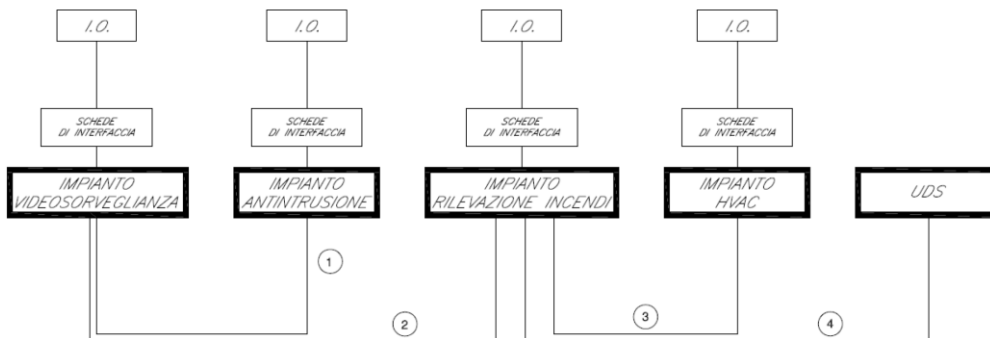 I.O.
I.O.
I.O.
I.O.
SCHEDE
DI INTERFACCIA
SCHEDE
DI INTERFACCIA
SCHEDE
DI INTERFACCIA
SCHEDE
DI INTERFACCIA
IMPIANTO
VIDEOSORVEGLIANZA
IMPIANTO
ANTINTRUSIONE
IMPIANTO
RILEVAZIONE INCENDI
IMPIANTO
HVAC
UDS
1
2
3
4